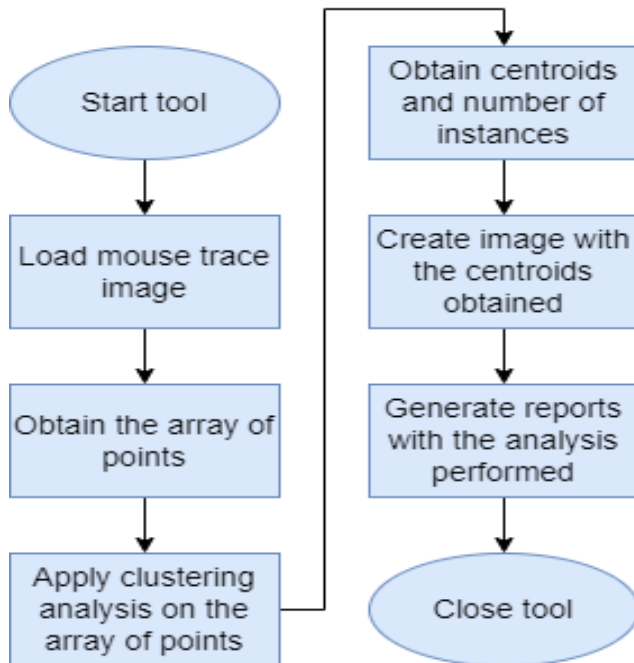 Start tool
Load mouse trace
image
Obtain the array of
points
Apply clustering
analysis on the
array of points
Obtain centroids
and number of
instances
Create image with
the centroids
obtained
Generate reports
with the analysis
performed
Close tool